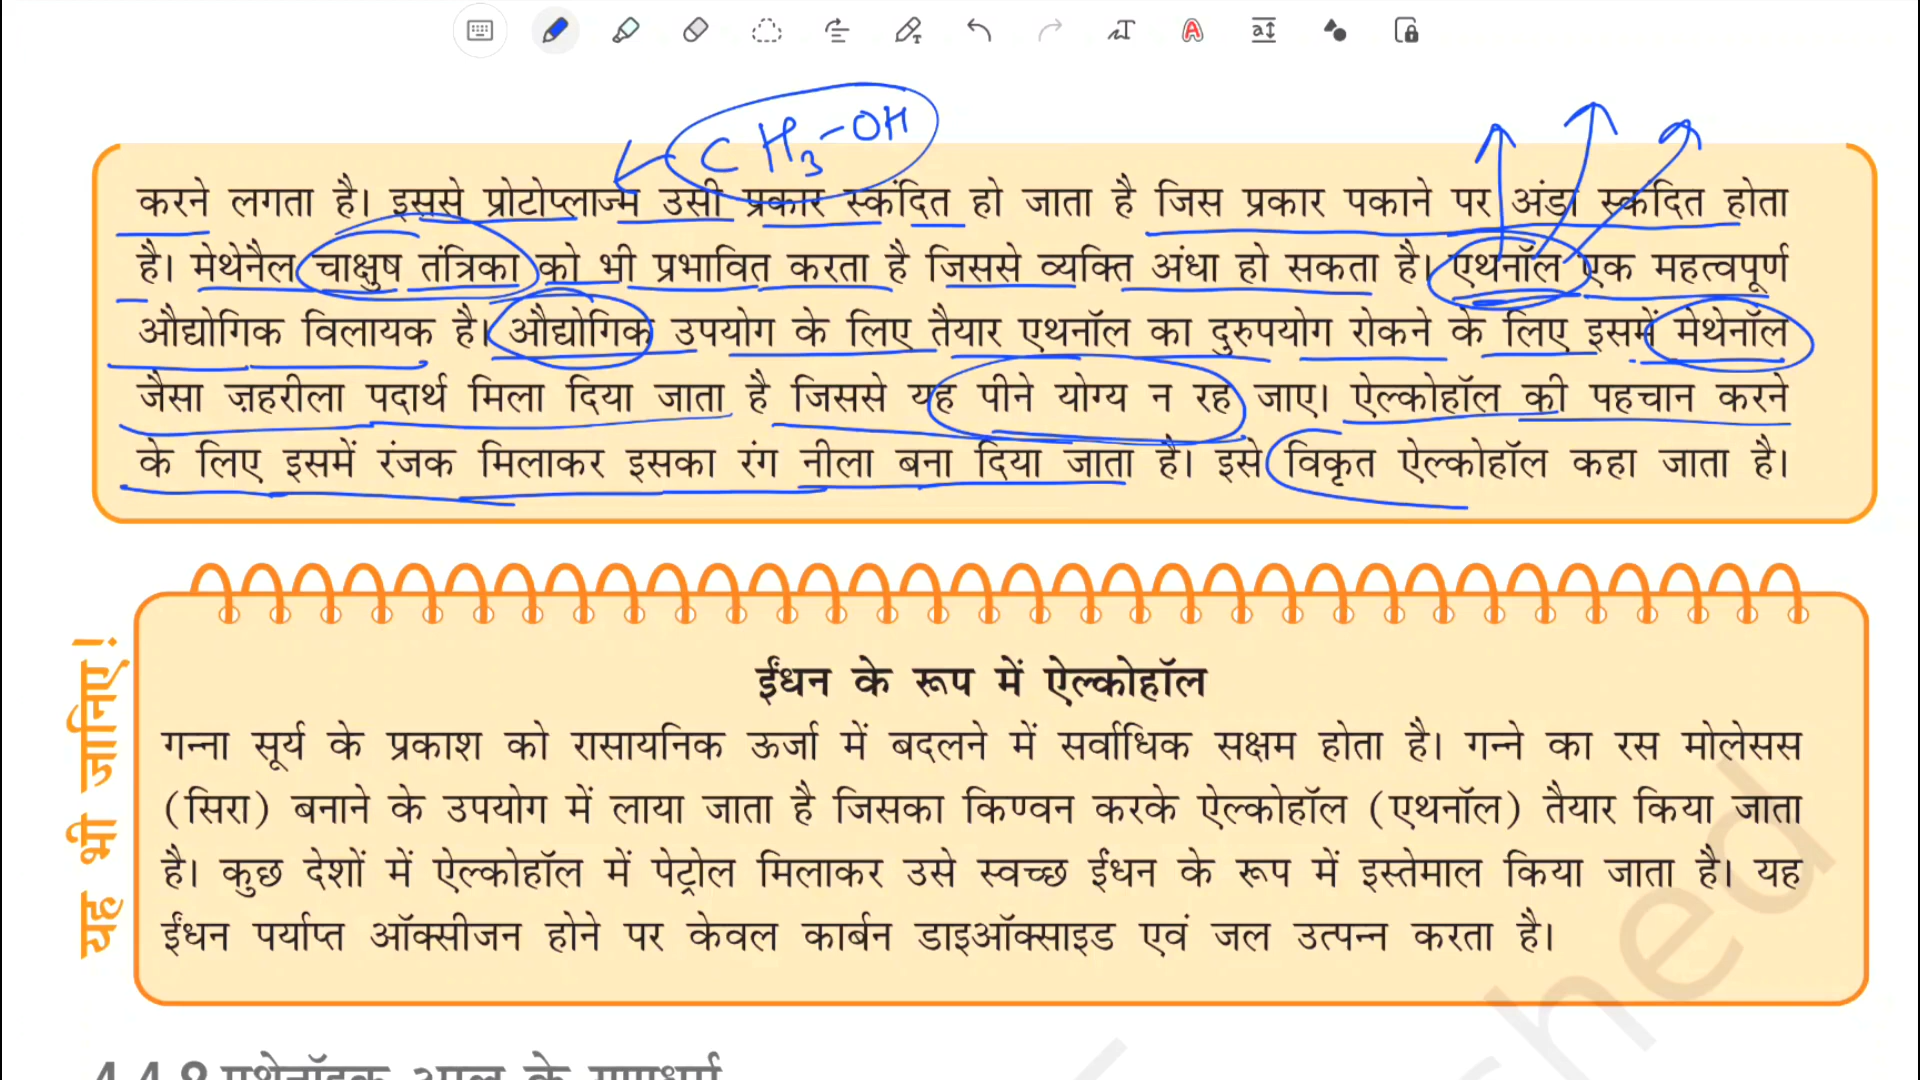 CH3-OH
करने लगता है। इससे प्रोटोप्लाज्म उसी प्रकार स्कंदित हो जाता है जिस प्रकार पकाने पर अंडा स्कंदित होता
है। मेथेनैल चाक्षुष तंत्रिका को भी प्रभावित करता है जिससे व्यक्ति अंधा हो सकता है। एथनॉल एक महत्वपूर्ण
औद्योगिक विलायक है। औद्योगिक उपयोग के लिए तैयार एथनॉल का दुरुपयोग रोकने के लिए इसमें मेथेनॉल
जैसा ज़हरीला पदार्थ मिला दिया जाता है जिससे यह पीने योग्य न रह जाए। ऐल्कोहॉल की पहचान करने
के लिए इसमें रंजक मिलाकर इसका रंग नीला बना दिया जाता है। इसे विकृत ऐल्कोहॉल कहा जाता है।
यह भी जानिए!
ईंधन के रूप में ऐल्कोहॉल
गन्ना सूर्य के प्रकाश को रासायनिक ऊर्जा में बदलने में सर्वाधिक सक्षम होता है। गन्ने का रस मोलेसस
(सिरा) बनाने के उपयोग में लाया जाता है जिसका किण्वन करके ऐल्कोहॉल (एथनॉल) तैयार किया जाता
है। कुछ देशों में ऐल्कोहॉल में पेट्रोल मिलाकर उसे स्वच्छ ईंधन के रूप में इस्तेमाल किया जाता है। यह
ईंधन पर्याप्त ऑक्सीजन होने पर केवल कार्बन डाइऑक्साइड एवं जल उत्पन्न करता है।